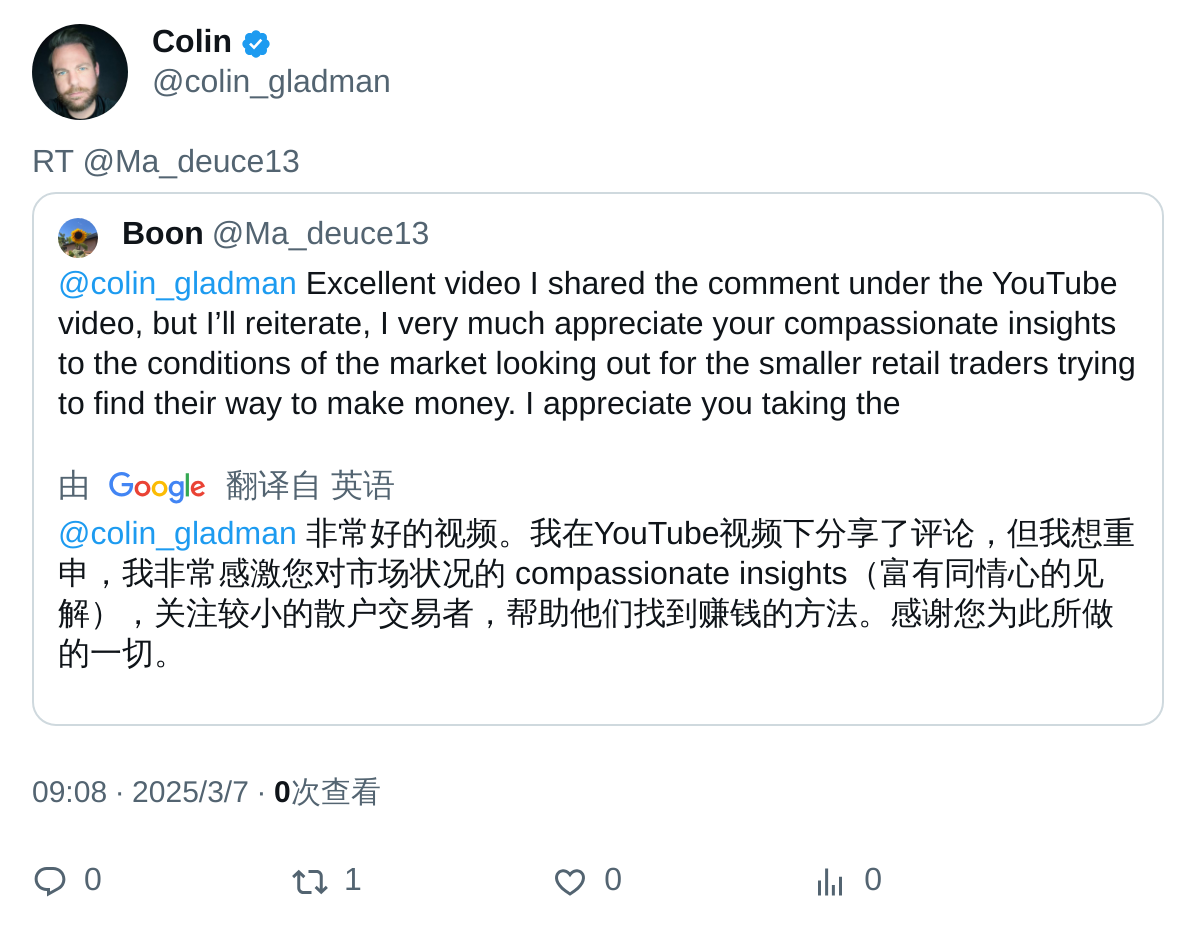 Colin
@colin_gladman
RT @Ma_deuce13
Boon @Ma_deuce13
@colin_gladman Excellent video I shared the comment under the YouTube
video, but I’ll reiterate, I very much appreciate your compassionate insights
to the conditions of the market looking out for the smaller retail traders trying
to find their way to make money. I appreciate you taking the
由 Google 翻译自 英语
@colin_gladman 非常好的视频。我在YouTube视频下分享了评论，但我想重
申，我非常感激您对市场状况的 compassionate insights（富有同情心的见
解），关注较小的散户交易者，帮助他们找到赚钱的方法。感谢您为此所做
的一切。
09:08 · 2025/3/7 · 0次查看
0 1 0 0